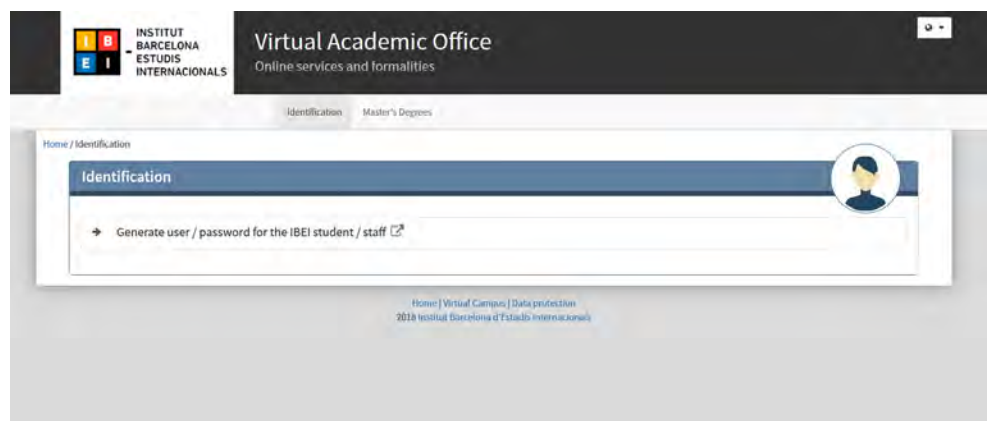 I B
E I
INSTITUT
BARCELONA
ESTUDIS
INTERNACIONALS
Virtual Academic Office
Online services and formalities
Identification Master's Degrees
Home / Identification
Identification
Generate user / password for the IBEI student / staff
Home | Virtual Campus | Data protection
2018 Institut Barcelona d'Estudis Internacionals